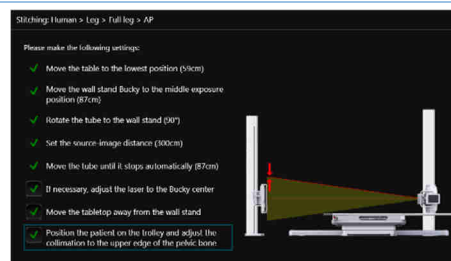 Stitching: Human > Leg > Full leg > AP
Please make the following settings:
Move the table to the lowest position (59cm)
Move the wall stand Bucky to the middle exposure
position (87cm)
Rotate the tube to the wall stand (90°)
Set the source-image distance (300cm)
Move the tube until it stops automatically (87cm)
If necessary, adjust the laser to the Bucky center
Move the tabletop away from the wall stand
Position the patient on the trolley and adjust the
collimation to the upper edge of the pelvic bone